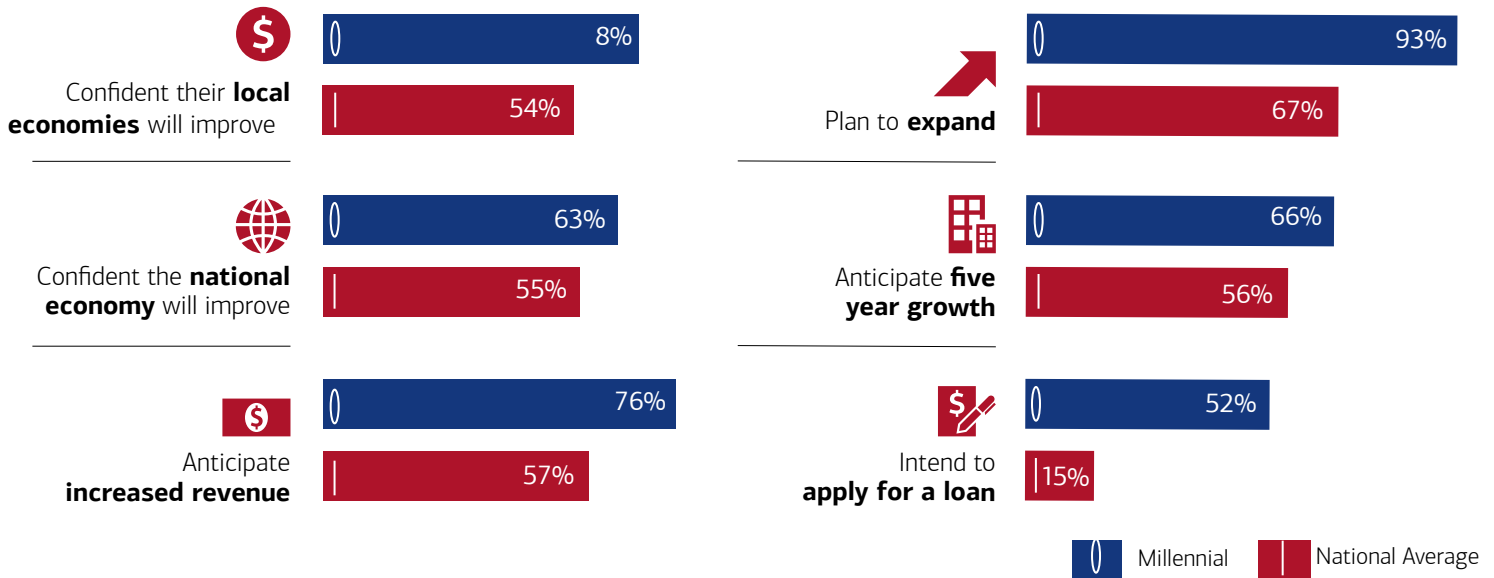 $
8%
Confident their local
economies will improve
54%
63%
Confident the national
economy will improve
55%
$
76%
Anticipate
increased revenue
57%
93%
Plan to expand
67%
66%
Anticipate five
year growth
56%
$
52%
Intend to
apply for a loan
15%
Millennial
National Average